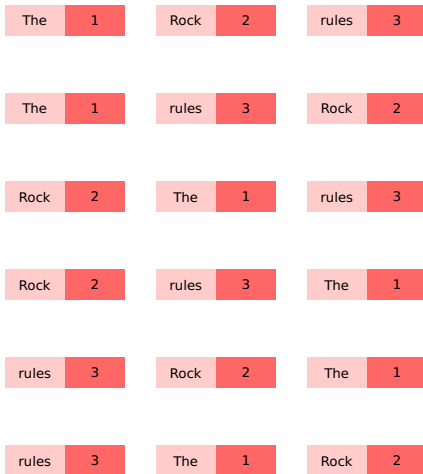 The 1 Rock 2 rules 3
The 1 rules 3 Rock 2
Rock 2 The 1 rules 3
Rock 2 rules 3 The 1
rules 3 Rock 2 The 1
rules 3 The 1 Rock 2